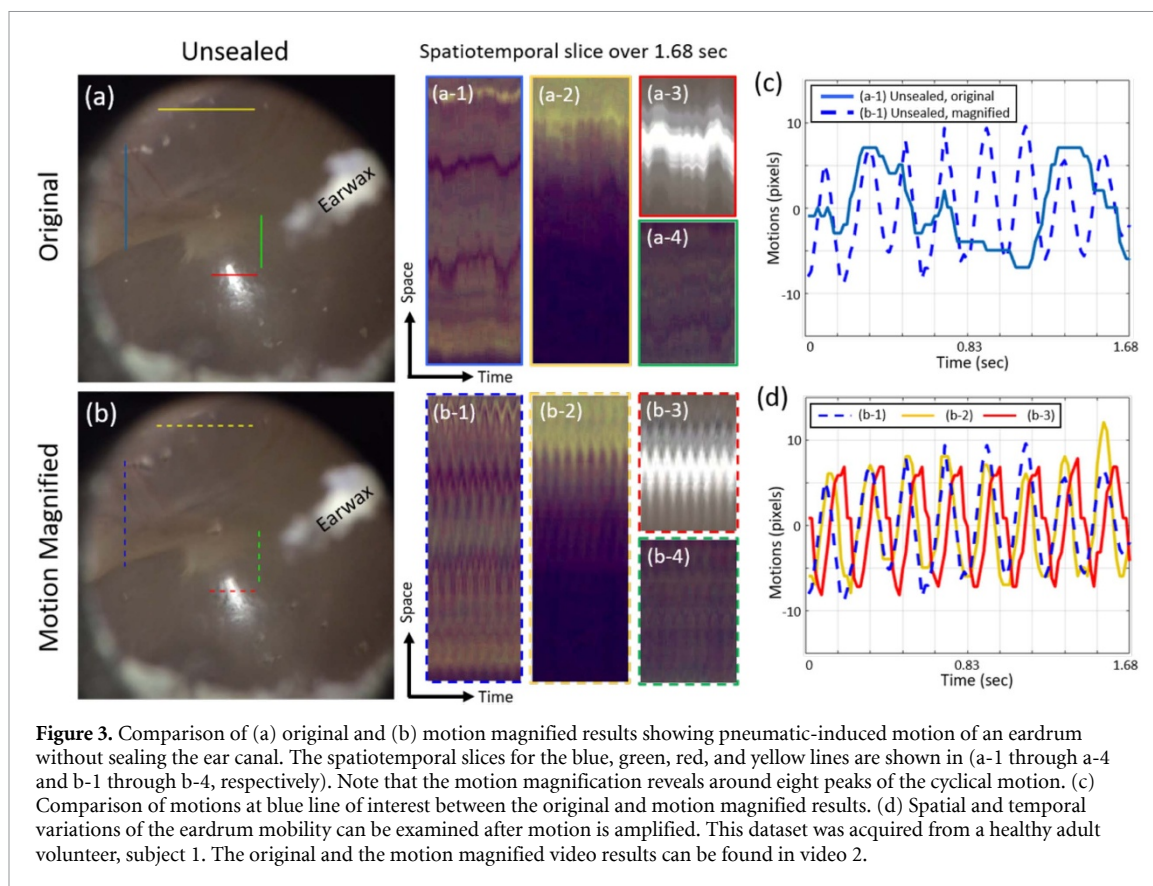 Unsealed
Spatiotemporal slice over 1.68 sec
Original
(a)
Earwax
(a-1)
(a-2)
(a-3)
(a-4)
Space
Time
(c)
(a-1) Unsealed, original
(b-1) Unsealed, magnified
Motions (pixels)
10
0
-10
0
0.83
1.68
Time (sec)
Motion Magnified
(b)
Earwax
(b-1)
(b-2)
(b-3)
(b-4)
Space
Time
(d)
(b-1)
(b-2)
(b-3)
Motions (pixels)
10
0
-10
0
0.83
1.68
Time (sec)
Figure 3. Comparison of (a) original and (b) motion magnified results showing pneumatic-induced motion of an eardrum
without sealing the ear canal. The spatiotemporal slices for the blue, green, red, and yellow lines are shown in (a-1 through a-4
and b-1 through b-4, respectively). Note that the motion magnification reveals around eight peaks of the cyclical motion. (c)
Comparison of motions at blue line of interest between the original and motion magnified results. (d) Spatial and temporal
variations of the eardrum mobility can be examined after motion is amplified. This dataset was acquired from a healthy adult
volunteer, subject 1. The original and the motion magnified video results can be found in video 2.